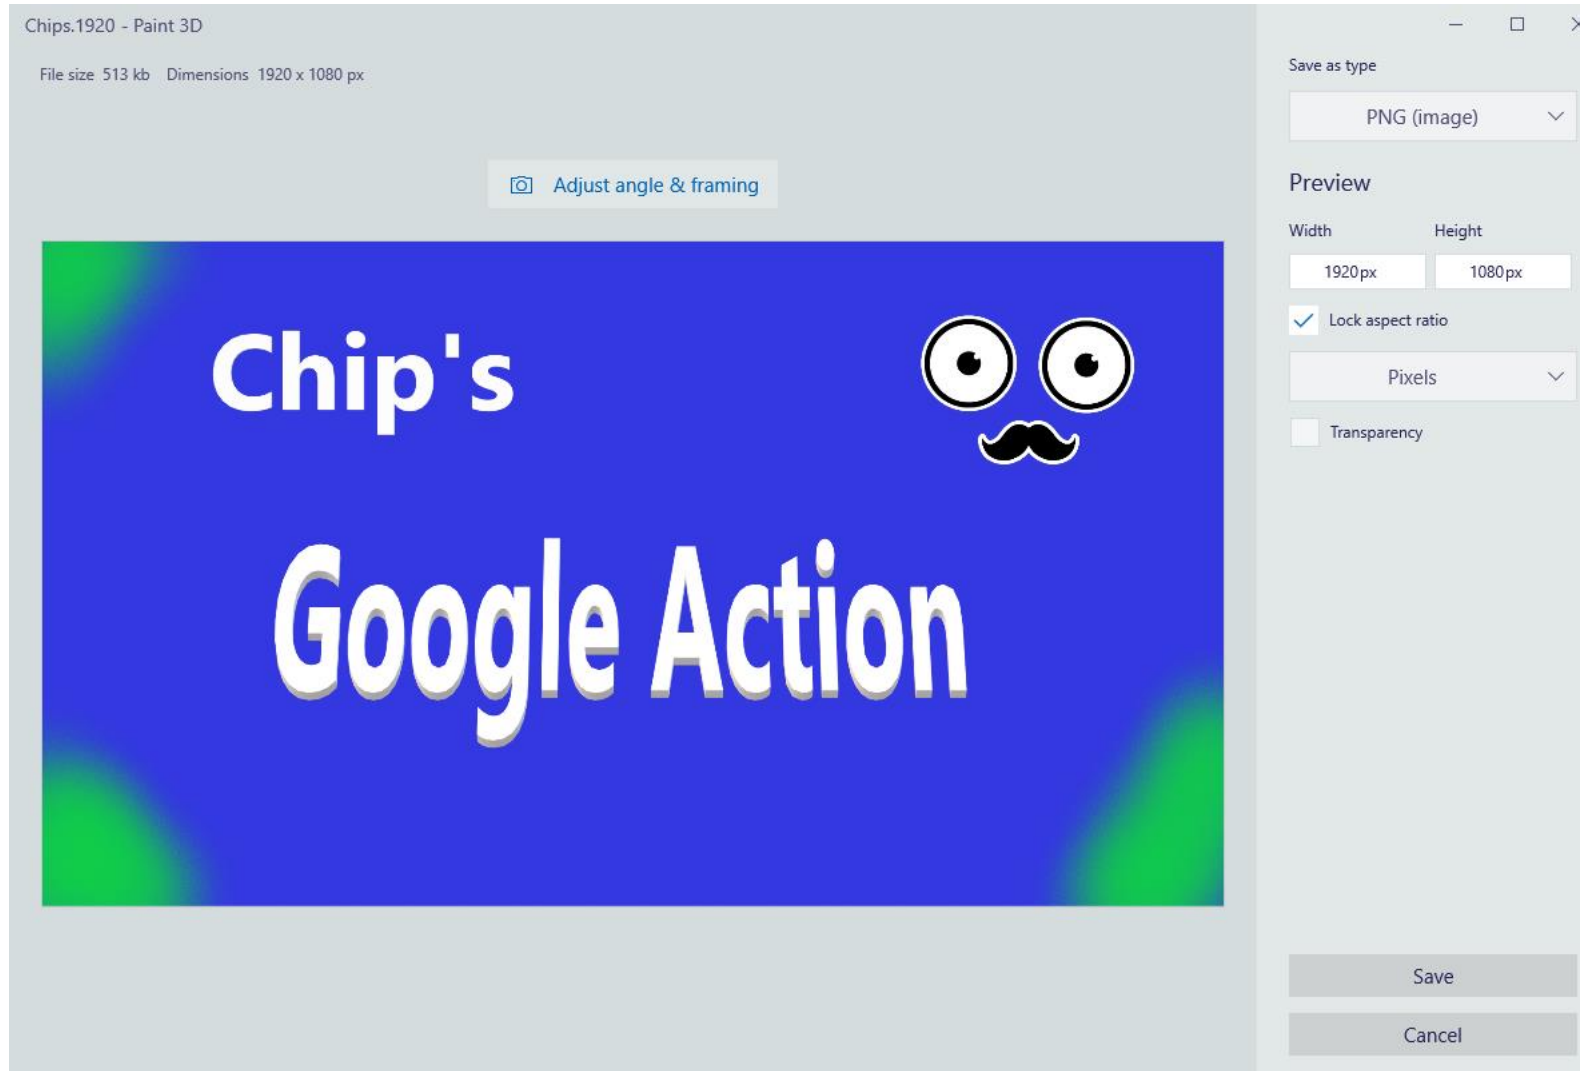 Chips.1920 - Paint 3D
File size 513 kb Dimensions 1920 x 1080 px
Adjust angle & framing
Chip's
Google Action
Save as type
PNG (image)
Preview
Width Height
1920px 1080px
Lock aspect ratio
Pixels
Transparency
Save
Cancel